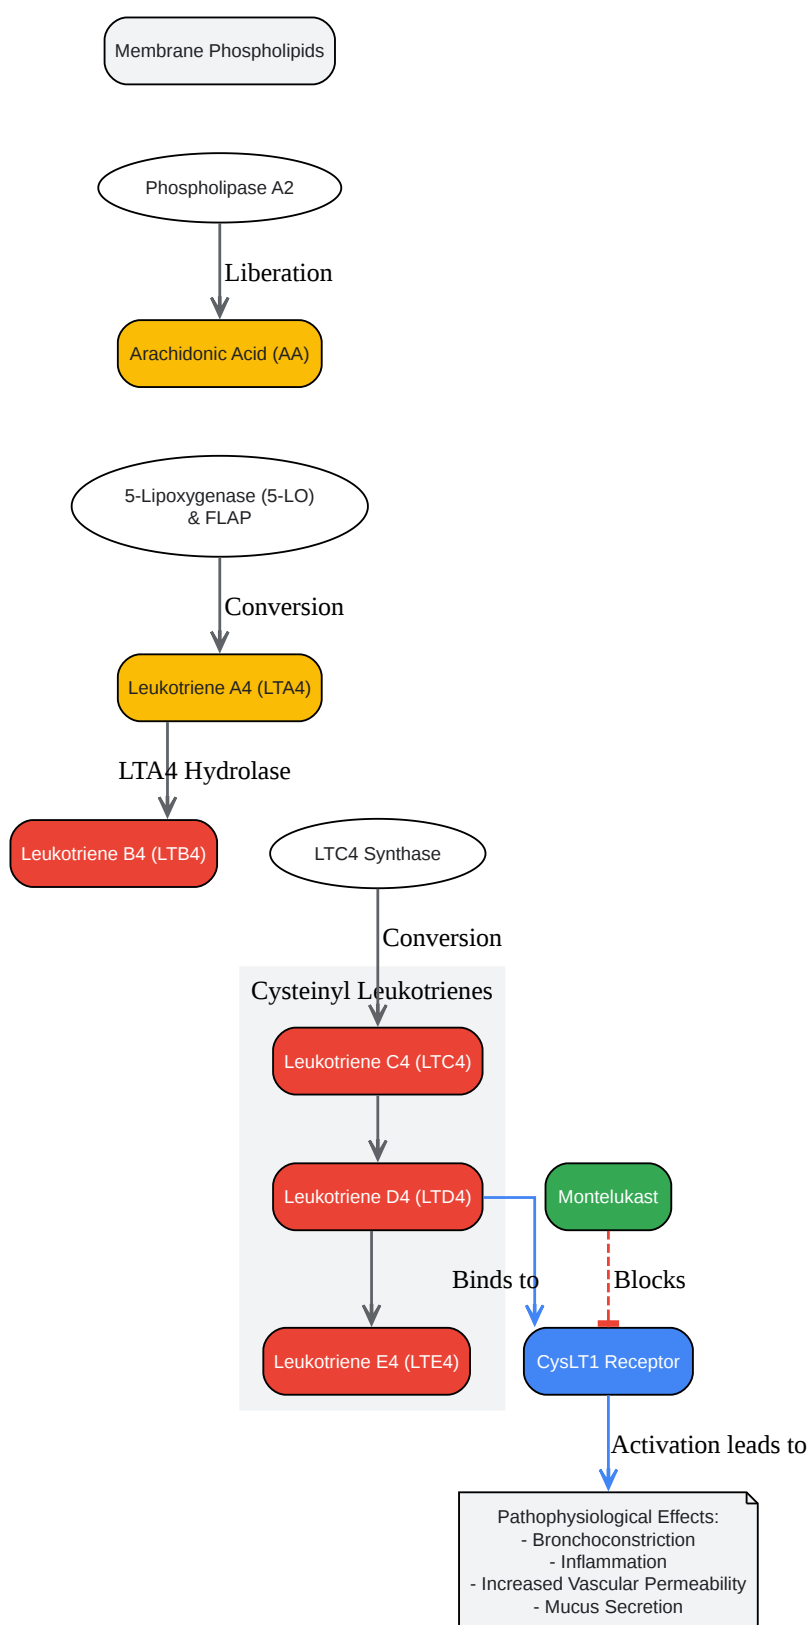 Membrane Phospholipids
Phospholipase A2
Liberation
Arachidonic Acid (AA)
5-Lipoxygenase (5-LO)
& FLAP
Conversion
Leukotriene A4 (LTA4)
LTA4 Hydrolase
Leukotriene B4 (LTB4)
LTC4 Synthase
Conversion
Cysteinyl Leukotrienes
Leukotriene C4 (LTC4)
Leukotriene D4 (LTD4)
Montelukast
Binds to
Blocks
Leukotriene E4 (LTE4)
CysLT1 Receptor
Activation leads to
Pathophysiological Effects:
- Bronchoconstriction
- Inflammation
- Increased Vascular Permeability
- Mucus Secretion